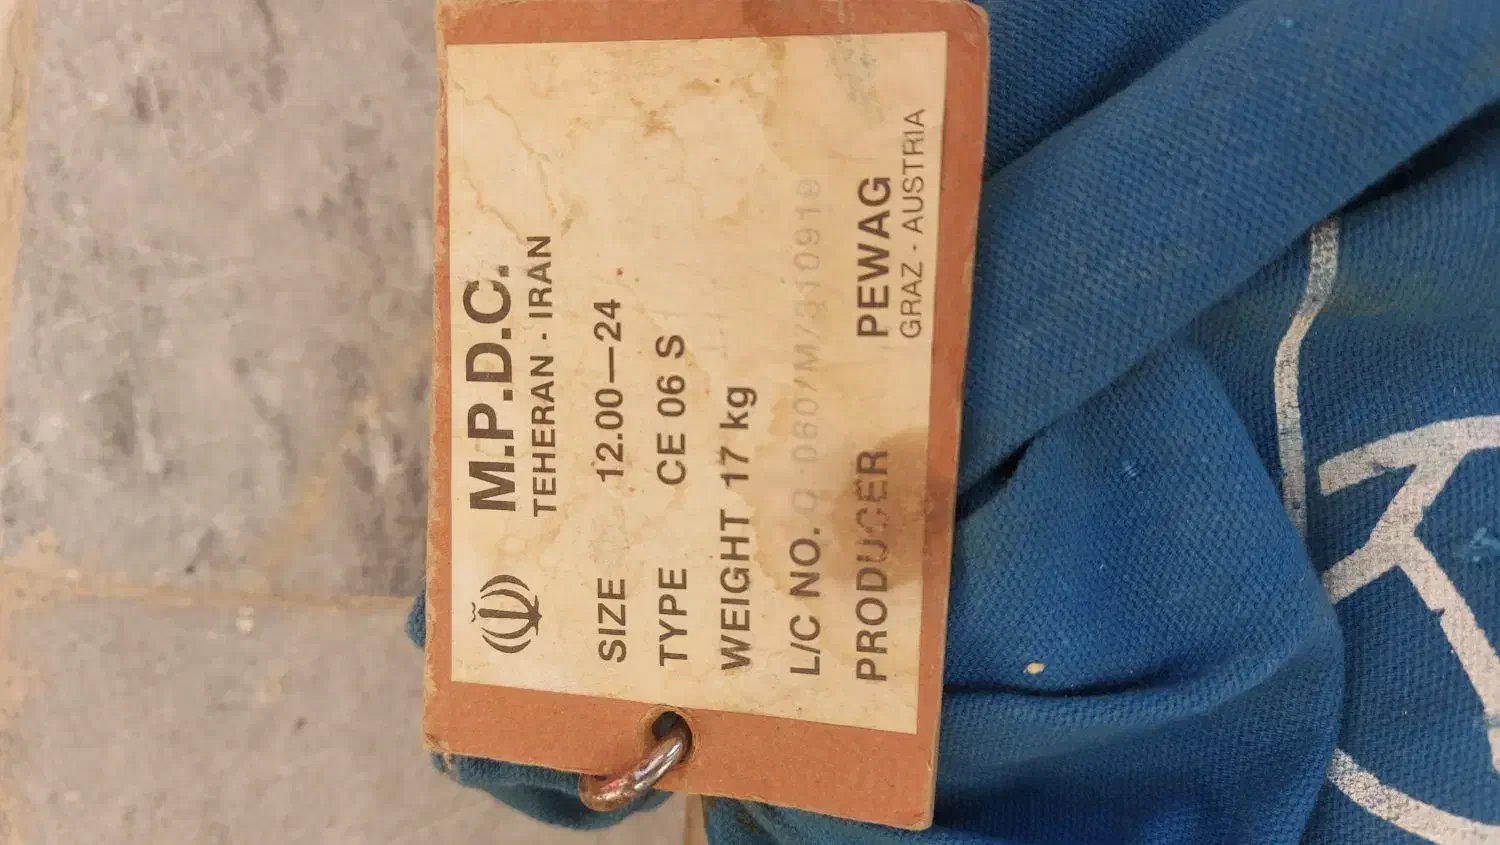 M.P.D.C.
TEHERAN - IRAN
SIZE 12.00—24
TYPE CE 06 S
WEIGHT 17 kg
L/C NO.
PRODUCER PEWAG
GRAZ - AUSTRIA